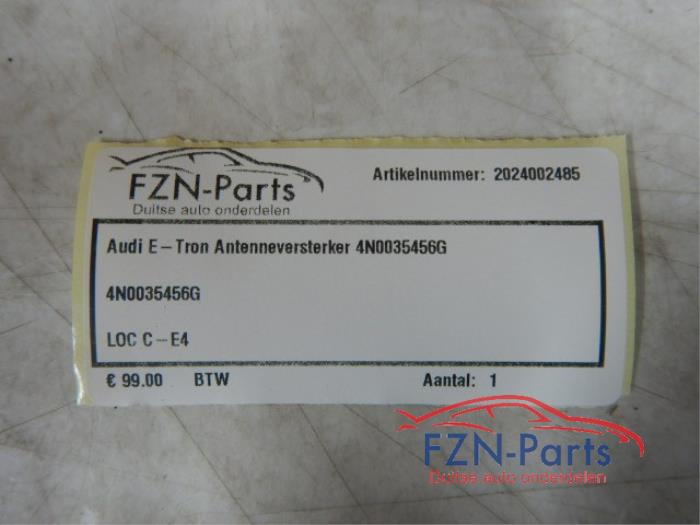 FZN-Parts
Duitse auto onderdelen
Artikelnummer: 2024002485
Audi E-Tron Antenneversterker 4N0035456G
4N0035456G
LOC C-E4
€ 99.00 BTW Aantal: 1
FZN-Parts
Duitse auto onderdelen